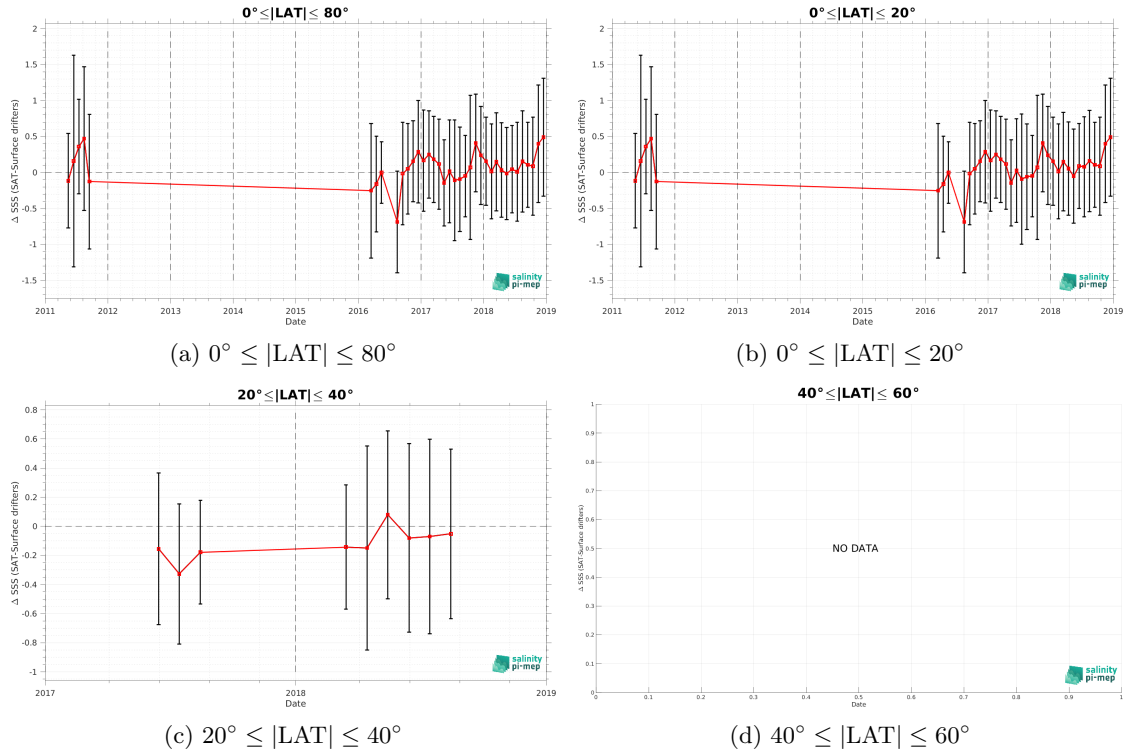 0°≤|LAT|≤ 80°
Δ SSS (SAT-Surface drifters)
2
1.5
1
0.5
0
-0.5
-1
-1.5
2011 2012 2013 2014 2015 2016 2017 2018 2019
Date
salinity
pi-mep
(a) 0° ≤ |LAT| ≤ 80°
0°≤|LAT|≤ 20°
Δ SSS (SAT-Surface drifters)
2
1.5
1
0.5
0
-0.5
-1
-1.5
2011 2012 2013 2014 2015 2016 2017 2018 2019
Date
salinity
pi-mep
(b) 0° ≤ |LAT| ≤ 20°
20°≤|LAT|≤ 40°
Δ SSS (SAT-Surface drifters)
0.8
0.6
0.4
0.2
0
-0.2
-0.4
-0.6
-0.8
-1
2017 2018 2019
Date
salinity
pi-mep
(c) 20° ≤ |LAT| ≤ 40°
40°≤|LAT|≤ 60°
Δ SSS (SAT-Surface drifters)
1
0.9
0.8
0.7
0.6
0.5
0.4
0.3
0.2
0.1
0
NO DATA
0 0.1 0.2 0.3 0.4 0.5 0.6 0.7 0.8 0.9 1
Date
salinity
pi-mep
(d) 40° ≤ |LAT| ≤ 60°